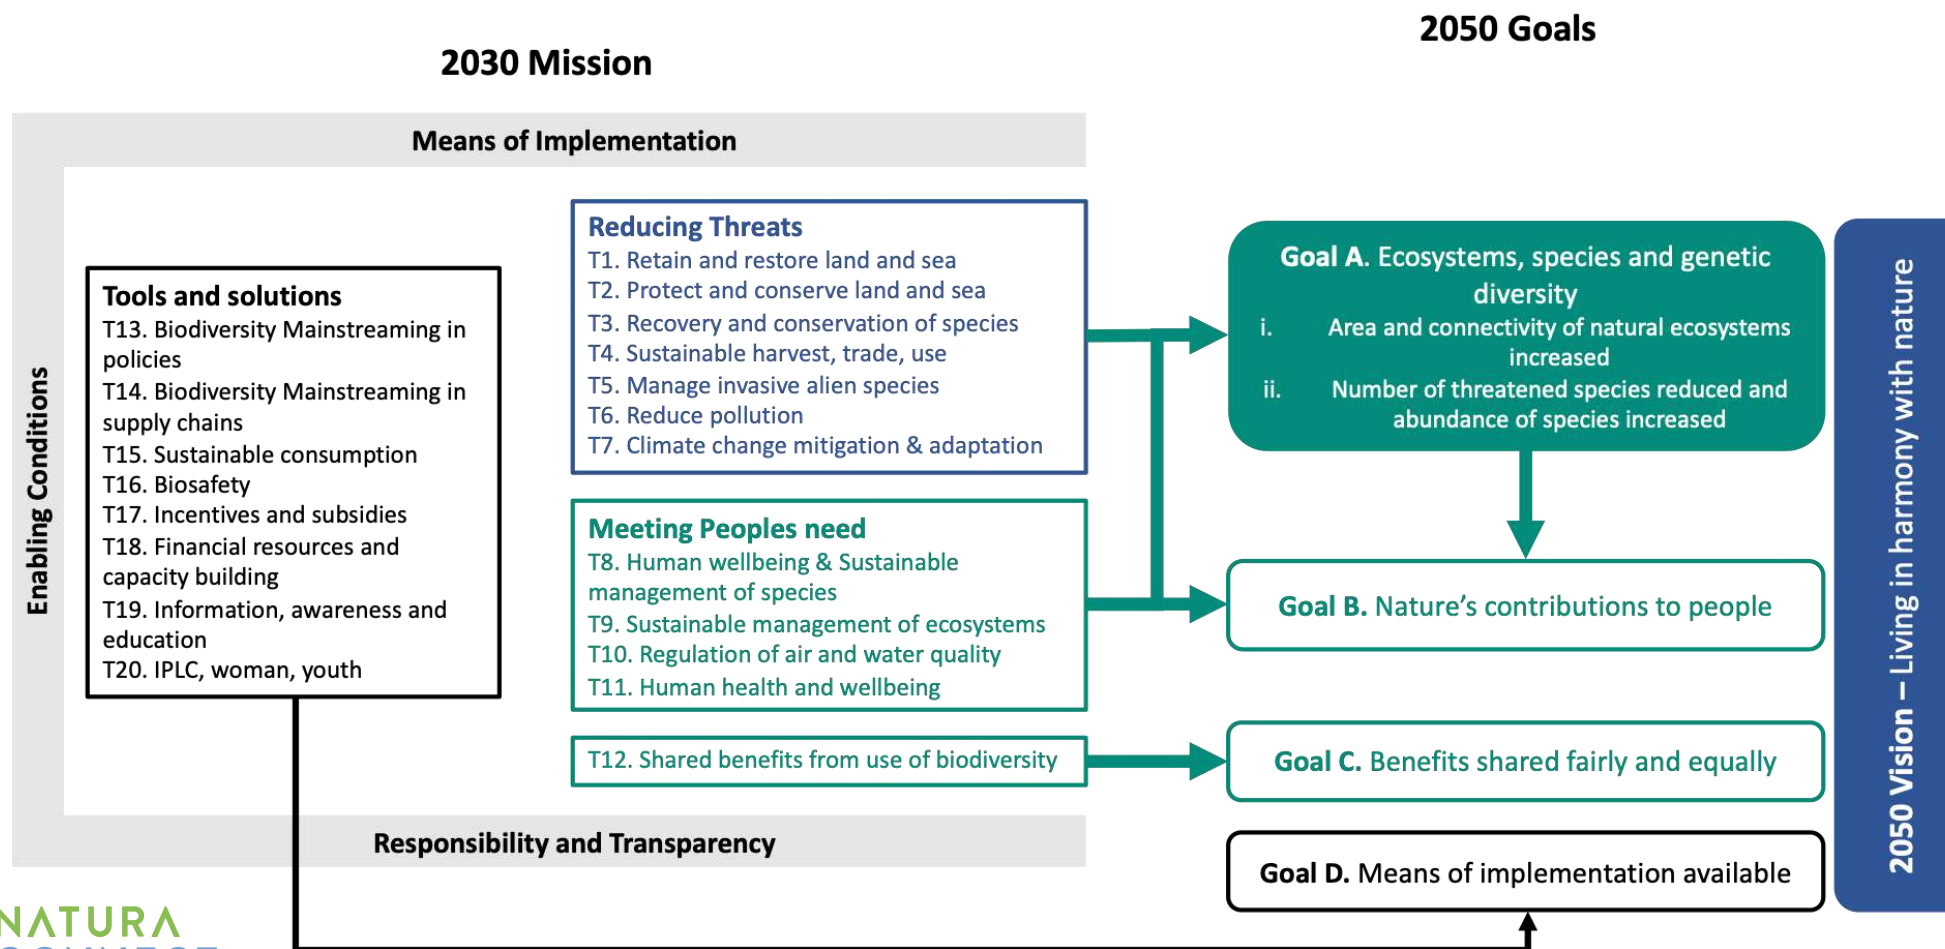 2050 Goals
2030 Mission
Means of Implementation
Enabling Conditions
Tools and solutions
T13. Biodiversity Mainstreaming in
policies
T14. Biodiversity Mainstreaming in
supply chains
T15. Sustainable consumption
T16. Biosafety
T17. Incentives and subsidies
T18. Financial resources and
capacity building
T19. Information, awareness and
education
T20. IPLC, woman, youth
Reducing Threats
T1. Retain and restore land and sea
T2. Protect and conserve land and sea
T3. Recovery and conservation of species
T4. Sustainable harvest, trade, use
T5. Manage invasive alien species
T6. Reduce pollution
T7. Climate change mitigation & adaptation
Meeting Peoples need
T8. Human wellbeing & Sustainable
management of species
T9. Sustainable management of ecosystems
T10. Regulation of air and water quality
T11. Human health and wellbeing
T12. Shared benefits from use of biodiversity
Responsibility and Transparency
Goal A. Ecosystems, species and genetic
diversity
i. Area and connectivity of natural ecosystems
increased
ii. Number of threatened species reduced and
abundance of species increased
Goal B. Nature’s contributions to people
Goal C. Benefits shared fairly and equally
Goal D. Means of implementation available
2050 Vision – Living in harmony with nature
NATURA